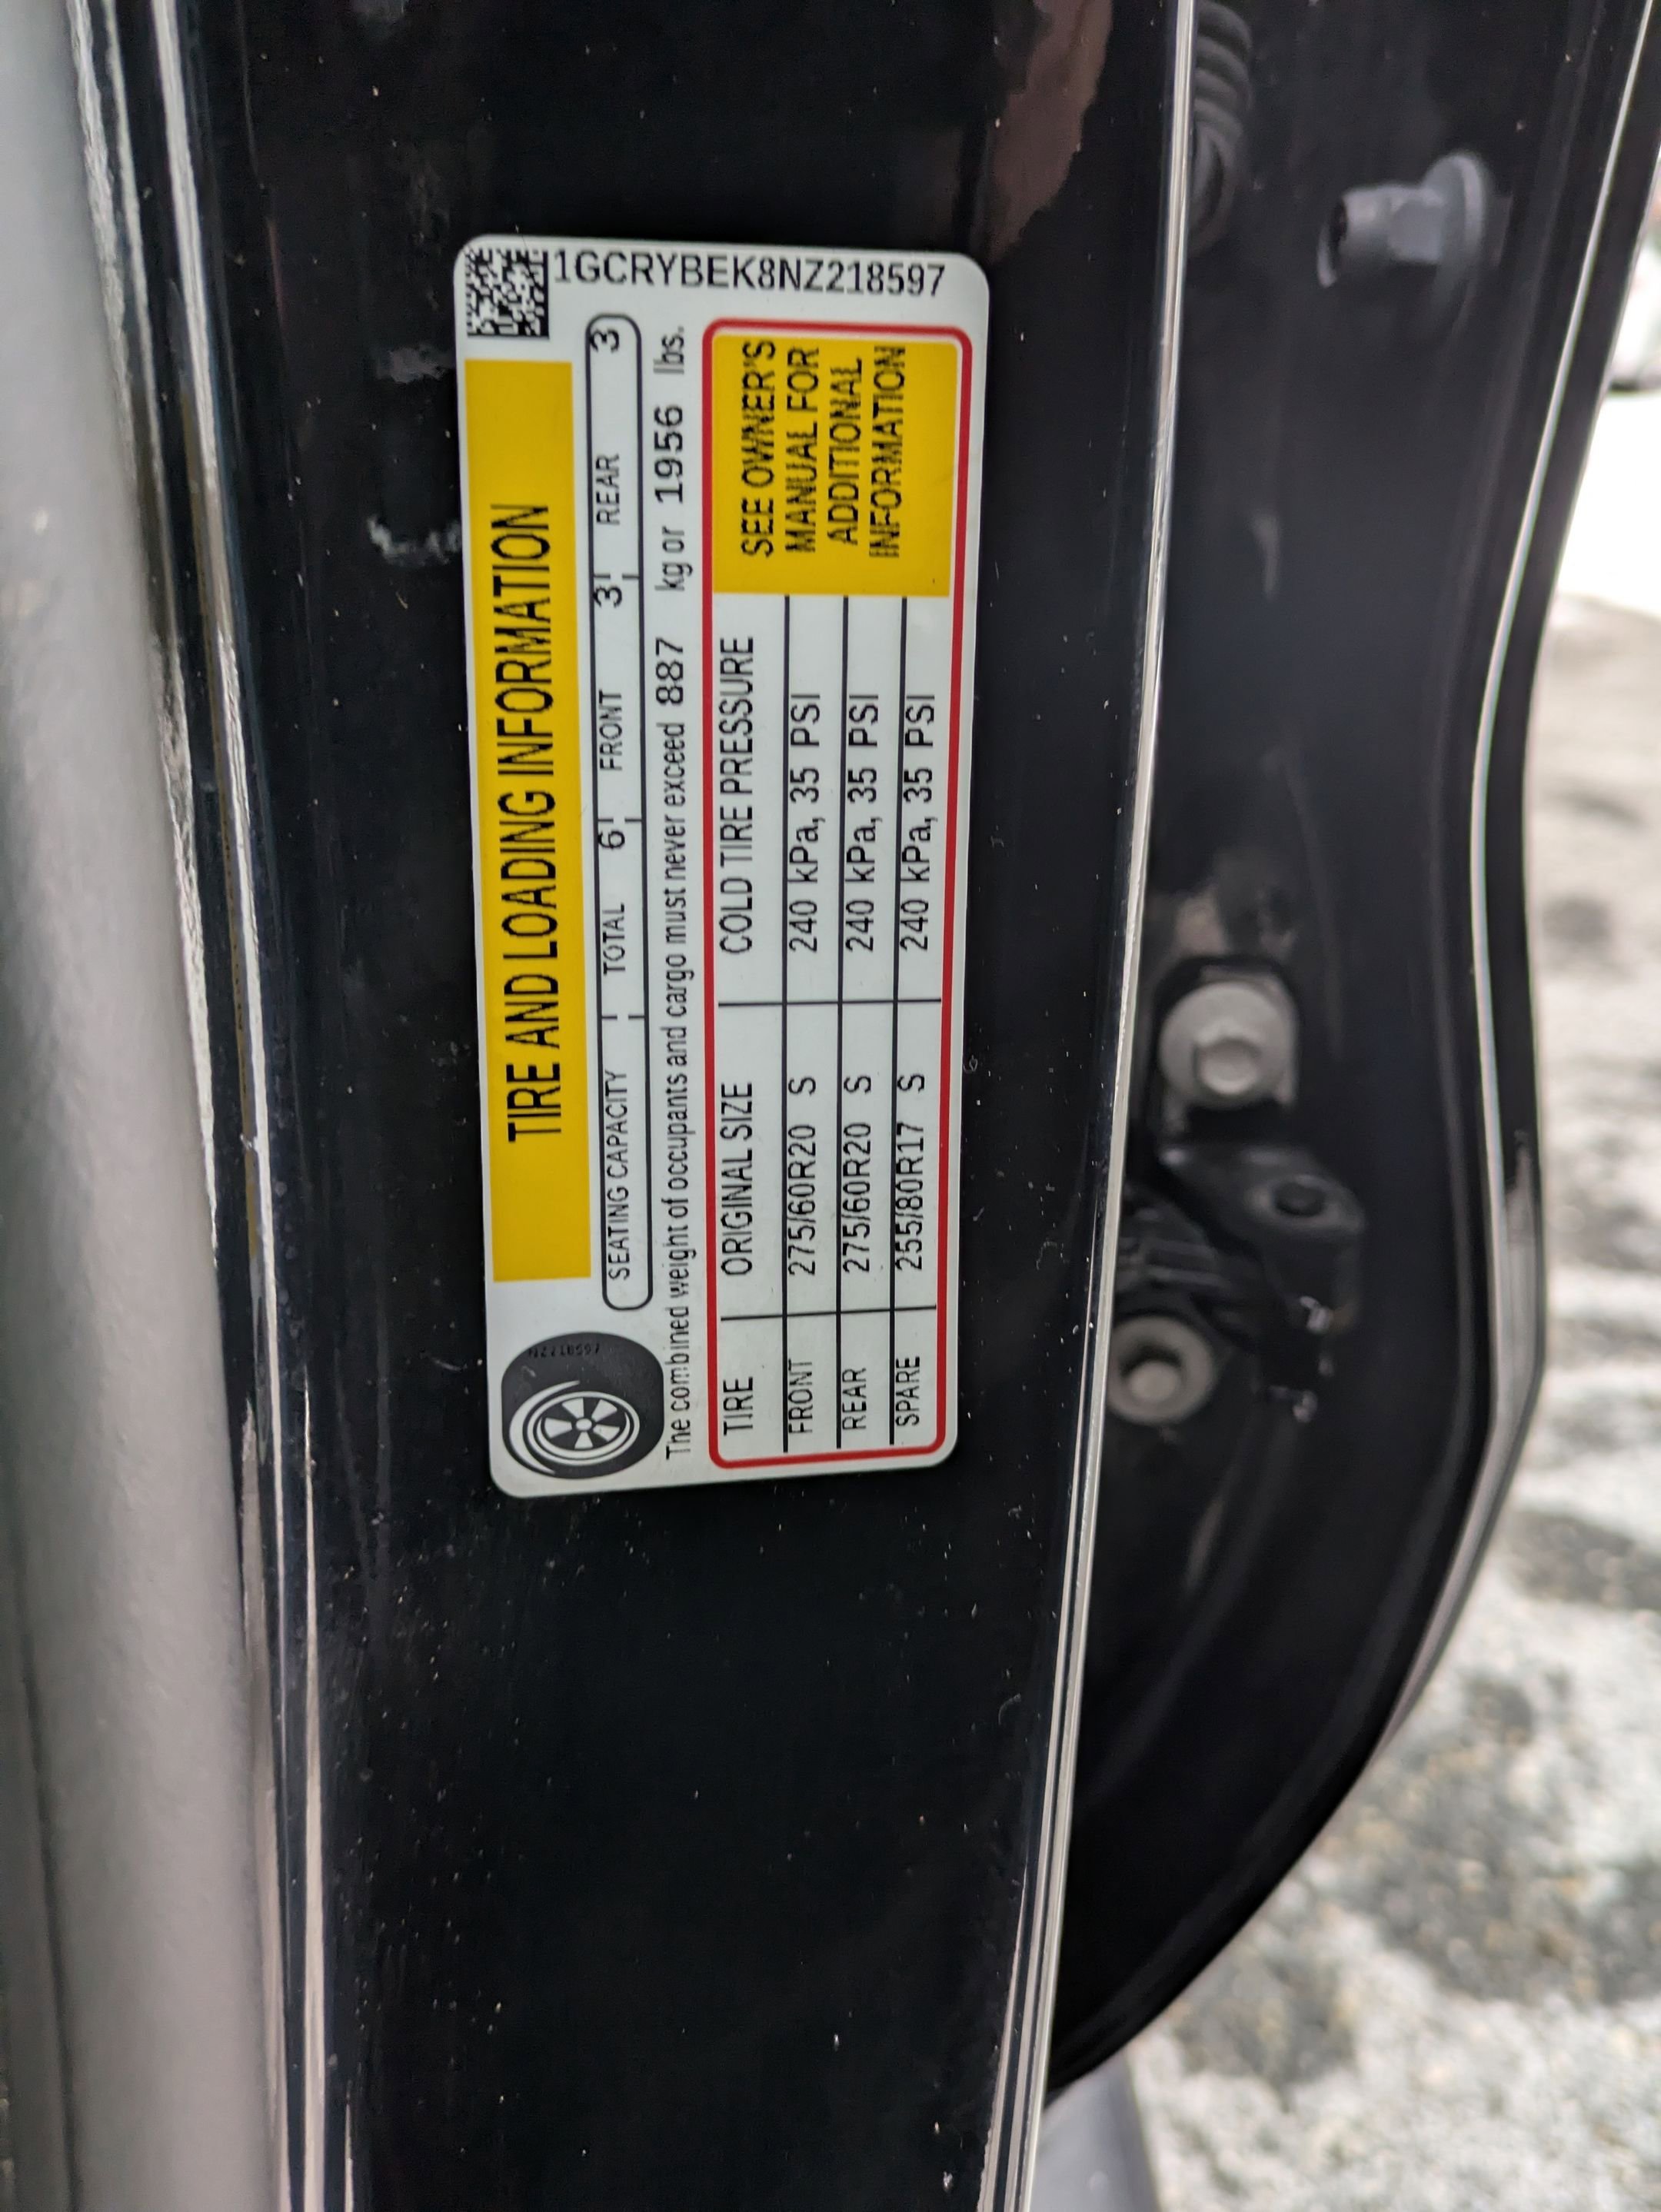 1GCRYBEK8NZ218597
TIRE AND LOADING INFORMATION
SEATING CAPACITY TOTAL 6 FRONT 3 REAR 3
The combined weight of occupants and cargo must never exceed 887 kg or 1956 lbs.
TIRE ORIGINAL SIZE COLD TIRE PRESSURE
FRONT 275/60R20 S 240 kPa, 35 PSI
REAR 275/60R20 S 240 kPa, 35 PSI
SPARE 255/80R17 S 240 kPa, 35 PSI
SEE OWNER'S
MANUAL FOR
ADDITIONAL
INFORMATION